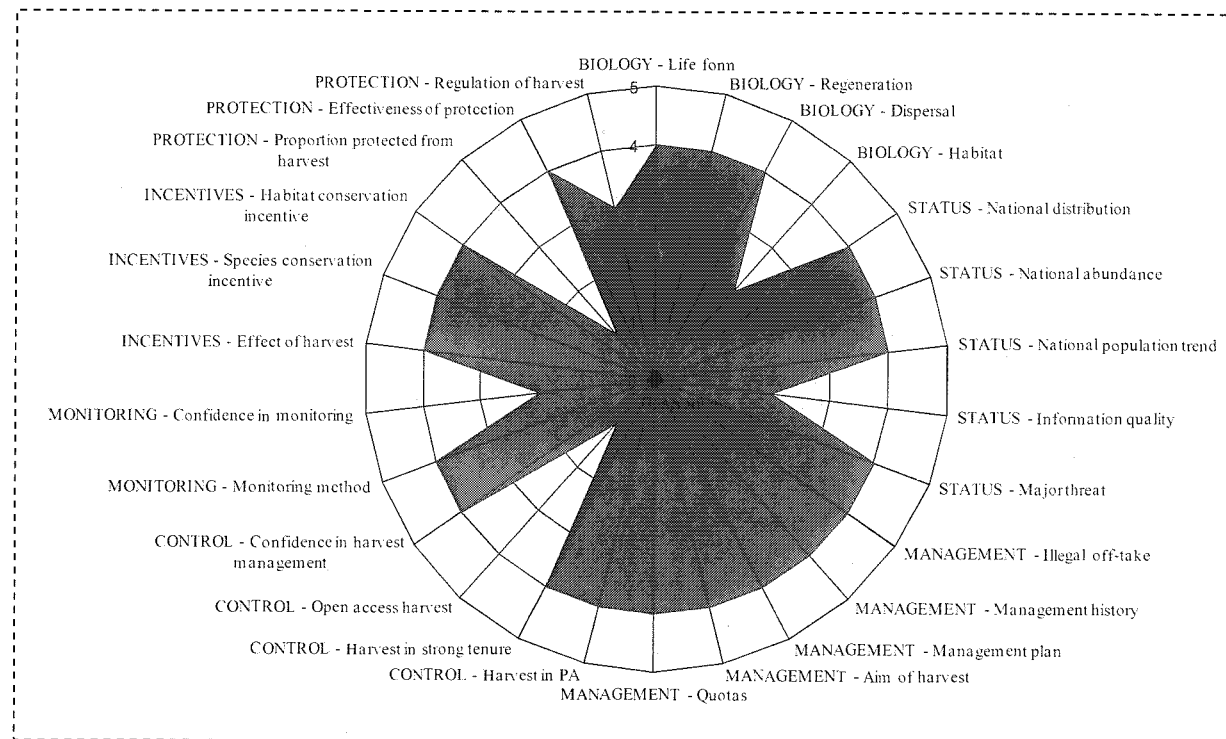 BIOLOGY - Life fonn
BIOLOGY - Regeneration
BIOLOGY - Dispersal
BIOLOGY - Habitat
STATUS - National distribution
STATUS - National abundance
STATUS - National population trend
STATUS - Information quality
STATUS - Major threat
MANAGEMENT - Illegal off-take
MANAGEMENT - Management history
MANAGEMENT - Management plan
MANAGEMENT - Aim of harvest
MANAGEMENT - Quotas
CONTROL - Harvest in PA
CONTROL - Harvest in strong tenure
CONTROL - Open access harvest
CONTROL - Confidence in harvest
management
MONITORING - Monitoring method
MONITORING - Confidence in monitoring
INCENTIVES - Effect of harvest
INCENTIVES - Species conservation
incentive
INCENTIVES - Habitat conservation
incentive
PROTECTION - Proportion protected from
harvest
PROTECTION - Effectiveness of protection
PROTECTION - Regulation of harvest
5
4